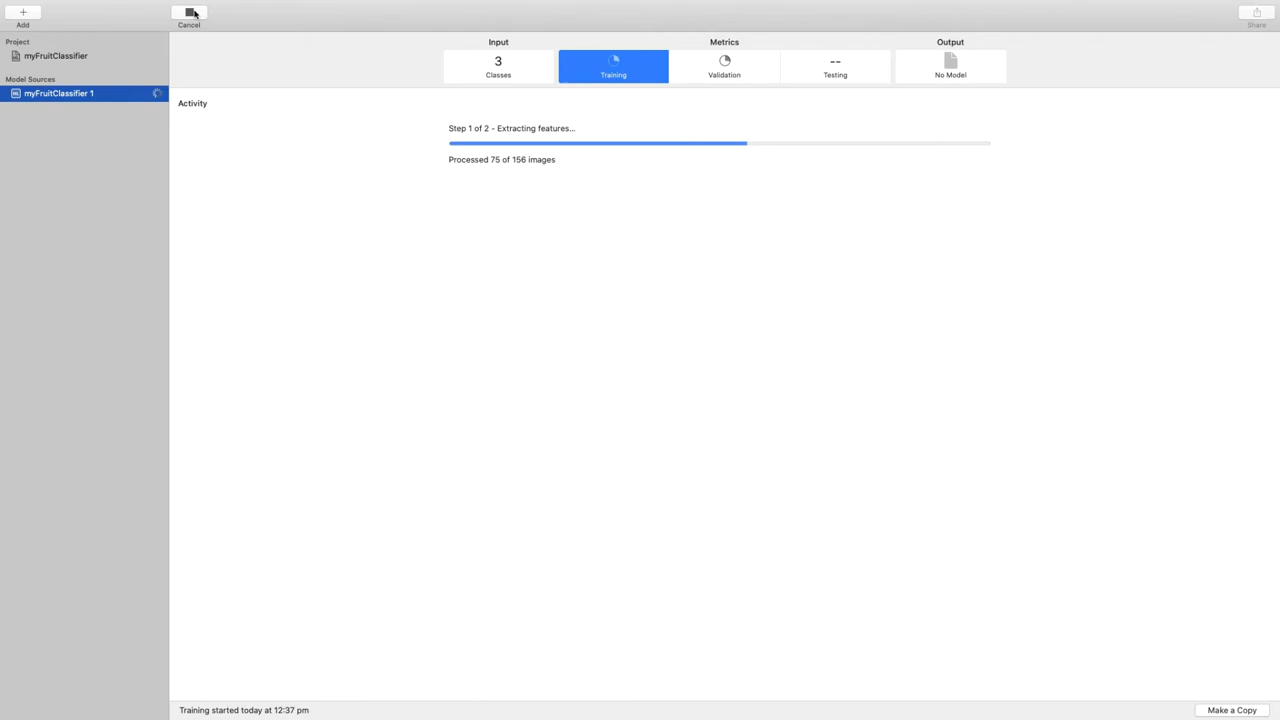 Add
Cancel
Share
Project
myFruitClassifier
Model Sources
myFruitClassifier 1
Input
Metrics
Output
3
--
Classes
Training
Validation
Testing
No Model
Activity
Step 1 of 2 - Extracting features...
Processed 75 of 156 images
Training started today at 12:37 pm
Make a Copy